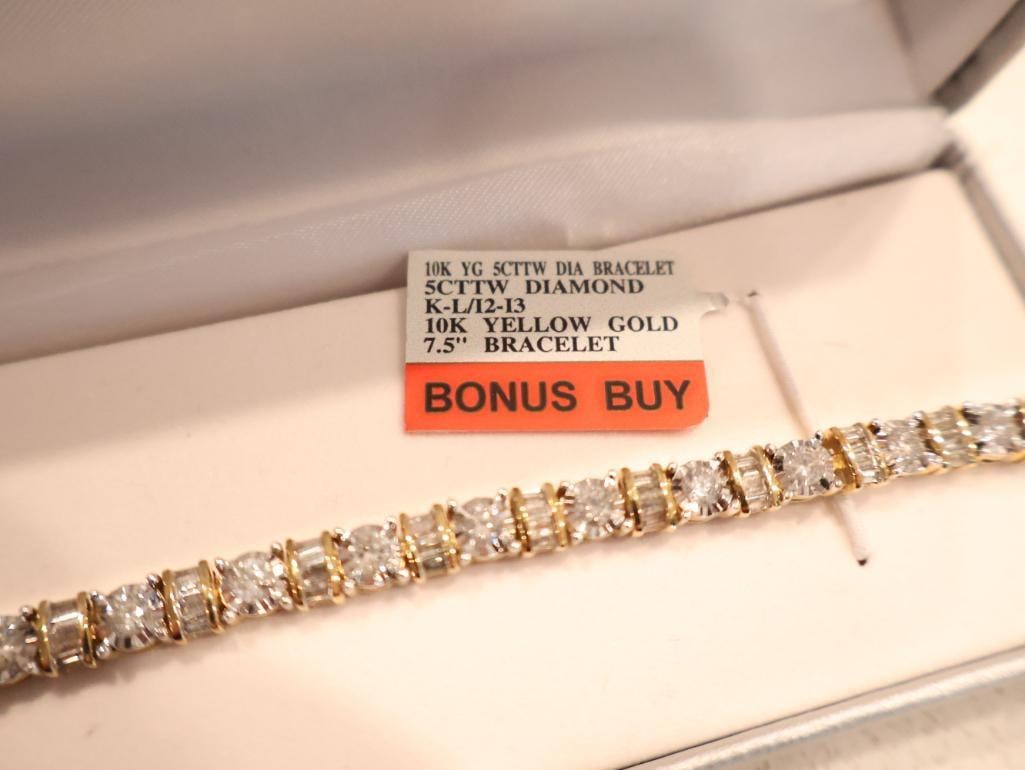 10K YG 5CTTW DIA BRACELET
5CTTW DIAMOND
K-L/I2-I3
10K YELLOW GOLD
7.5" BRACELET
BONUS BUY